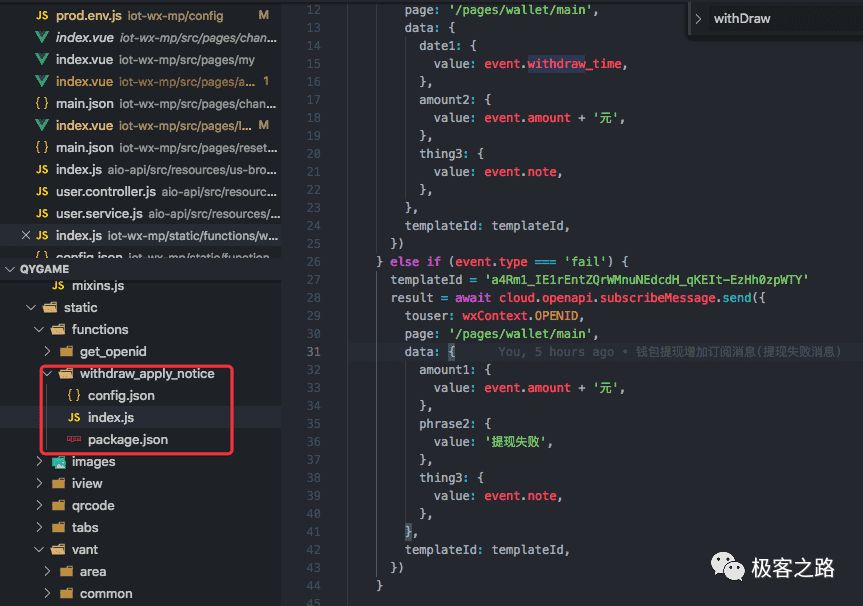 JS prod.env.js iot-wx-mp/config M
index.vue iot-wx-mp/src/pages/chan...
index.vue iot-wx-mp/src/pages/my
index.vue iot-wx-mp/src/pages/a... 1
{ } main.json iot-wx-mp/src/pages/chan...
index.vue iot-wx-mp/src/pages/l... M
{ } main.json iot-wx-mp/src/pages/reset...
JS index.js aio-api/src/resources/us-bro...
JS user.controller.js aio-api/src/resourc...
JS user.service.js aio-api/src/resources/...
JS index.js iot-wx-mp/static/functions/w...
{ } config.json iot-wx-mp/static/function...
QYGAME
JS mixins.js
static
functions
get_openid
withdraw_apply_notice
{ } config.json
JS index.js
package.json
images
iview
qrcode
tabs
vant
area
common
withDraw
12 page: '/pages/wallet/main',
13 data: {
14 date1: {
15 value: event.withdraw_time,
16 },
17 amount2: {
18 value: event.amount + '元',
19 },
20 thing3: {
21 value: event.note,
22 },
23 },
24 templateId: templateId,
25 })
26 } else if (event.type === 'fail') {
27 templateId = 'a4Rm1_IE1rEntZQrWMnuNEdcdH_qKEIt-EzHh0zpWTY'
28 result = await cloud.openapi.subscribeMessage.send({
29 touser: wxContext.OPENID,
30 page: '/pages/wallet/main',
31 data: { You, 5 hours ago • 钱包提现增加订阅消息(提现失败消息)
32 amount1: {
33 value: event.amount + '元',
34 },
35 phrase2: {
36 value: '提现失败',
37 },
38 thing3: {
39 value: event.note,
40 },
41 },
42 templateId: templateId,
43 })
44 }
45
极客之路